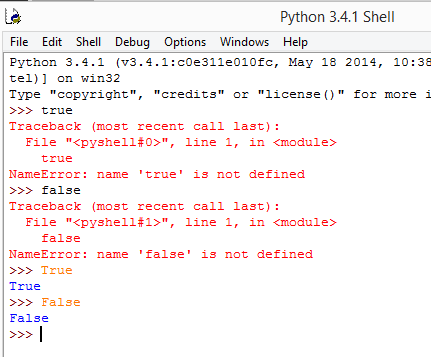 Python 3.4.1 Shell
File Edit Shell Debug Options Windows Help
Python 3.4.1 (v3.4.1:c0e311e010fc, May 18 2014, 10:38
tel)] on win32
Type "copyright", "credits" or "license()" for more i
>>> true
Traceback (most recent call last):
  File "<pyshell#0>", line 1, in <module>
    true
NameError: name 'true' is not defined
>>> false
Traceback (most recent call last):
  File "<pyshell#1>", line 1, in <module>
    false
NameError: name 'false' is not defined
>>> True
True
>>> False
False
>>>